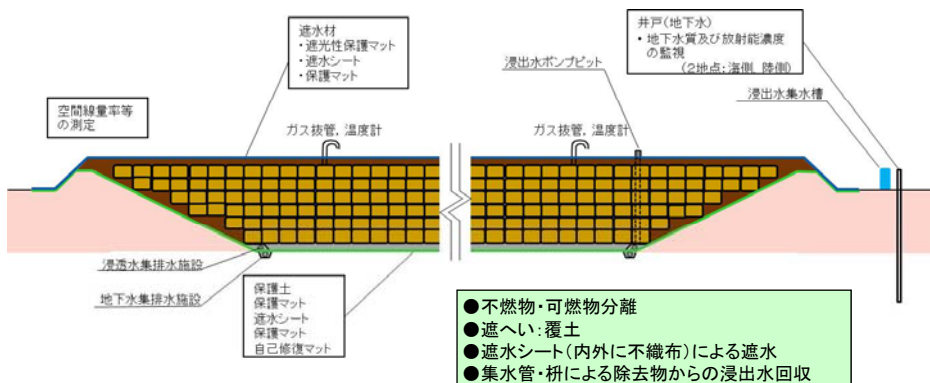 遮水材
・遮光性保護マット
・遮水シート
・保護マット
井戸(地下水)
・地下水質及び放射能濃度
の監視
(2地点:海側、陸側)
浸出水ポンプピット
浸出水集水槽
空間線量率等
の測定
ガス抜管,温度計
ガス抜管,温度計
浸透水集排水施設
地下水集排水施設
保護土
保護マット
遮水シート
保護マット
自己修復マット
●不燃物・可燃物分離
●遮へい:覆土
●遮水シート(内外に不織布)による遮水
●集水管・枡による除去物からの浸出水回収